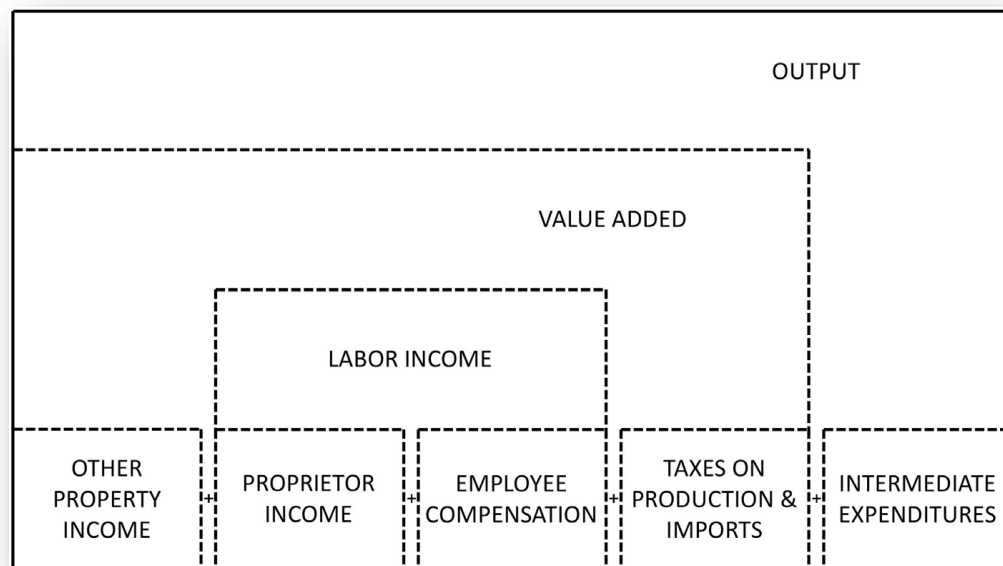 OUTPUT
VALUE ADDED
LABOR INCOME
OTHER
PROPERTY
INCOME
+
PROPRIETOR
INCOME
+
EMPLOYEE
COMPENSATION
+
TAXES ON
PRODUCTION &
IMPORTS
+
INTERMEDIATE
EXPENDITURES